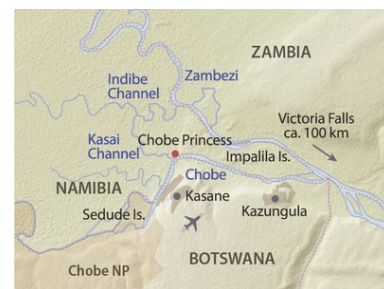 ZAMBIA
Indibe
Channel
Zambezi
Victoria Falls
ca. 100 km
Kasai
Channel
Chobe Princess
Impalila Is.
NAMIBIA
Chobe
Kasane
Sedude Is.
Kazungula
BOTSWANA
Chobe NP